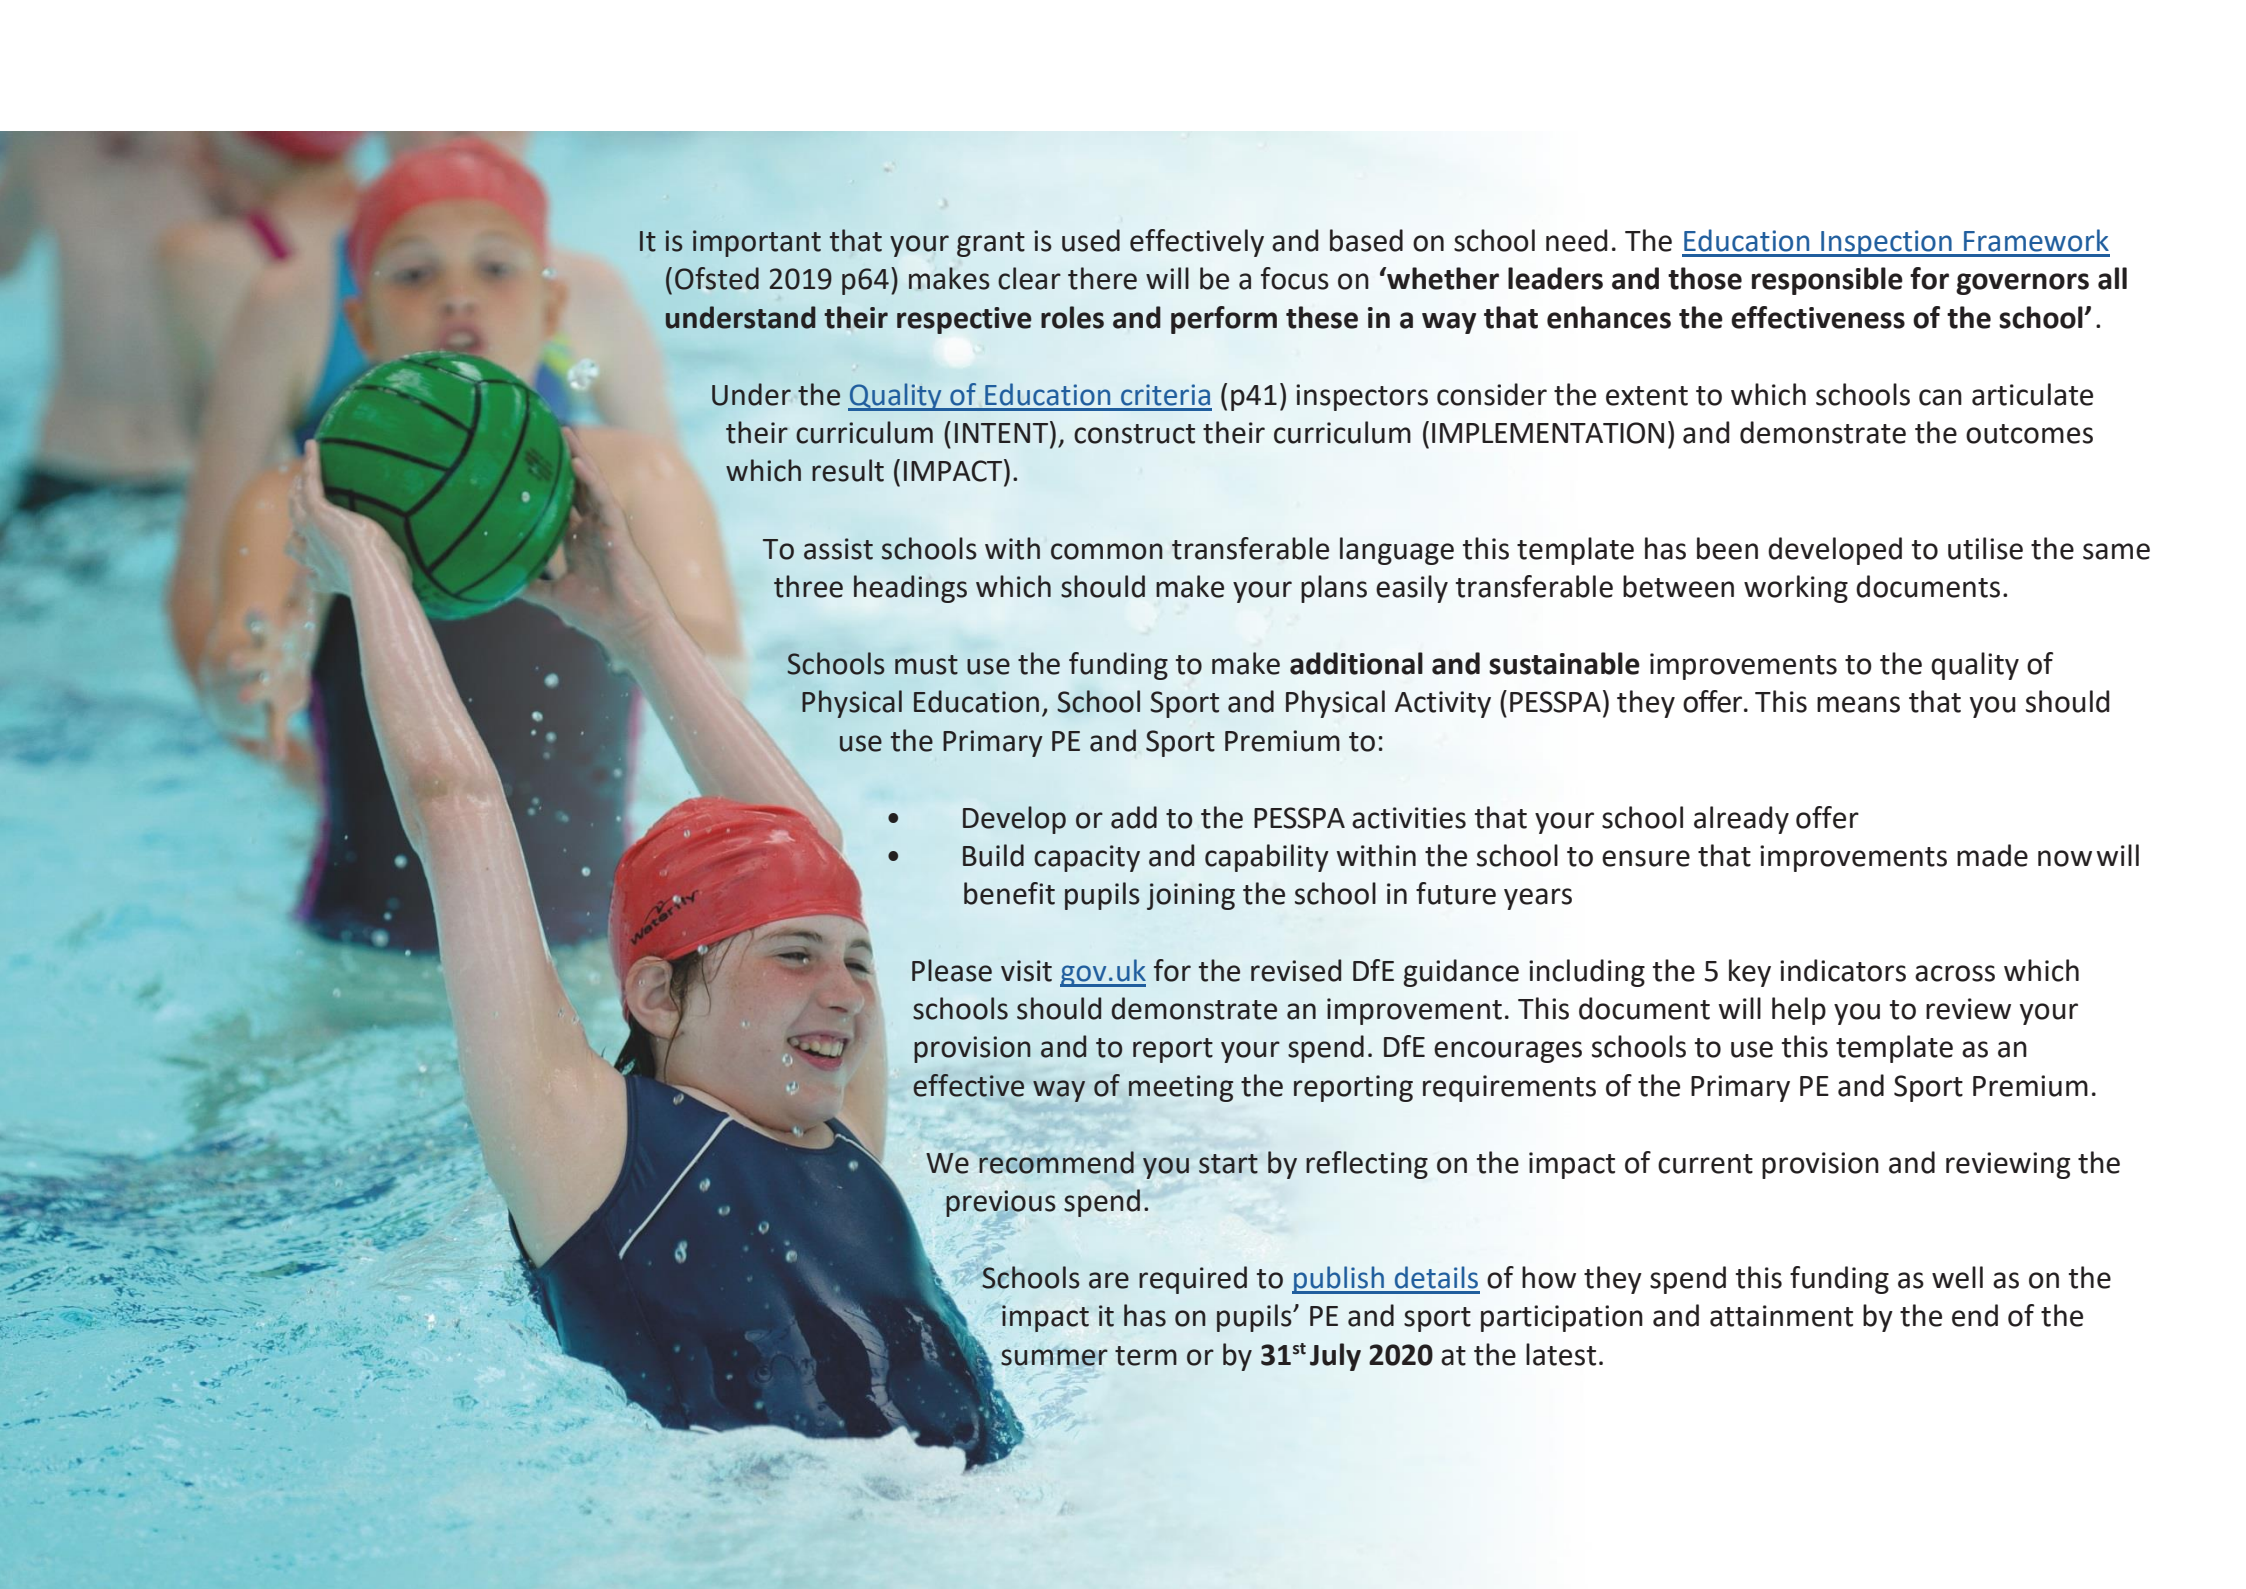 It is important that your grant is used effectively and based on school need. The Education Inspection Framework
(Ofsted 2019 p64) makes clear there will be a focus on ‘whether leaders and those responsible for governors all
understand their respective roles and perform these in a way that enhances the effectiveness of the school’.
Under the Quality of Education criteria (p41) inspectors consider the extent to which schools can articulate
their curriculum (INTENT), construct their curriculum (IMPLEMENTATION) and demonstrate the outcomes
which result (IMPACT).
To assist schools with common transferable language this template has been developed to utilise the same
three headings which should make your plans easily transferable between working documents.
Schools must use the funding to make additional and sustainable improvements to the quality of
Physical Education, School Sport and Physical Activity (PESSPA) they offer. This means that you should
use the Primary PE and Sport Premium to:
• Develop or add to the PESSPA activities that your school already offer
• Build capacity and capability within the school to ensure that improvements made now will
benefit pupils joining the school in future years
Waterfly
Please visit gov.uk for the revised DfE guidance including the 5 key indicators across which
schools should demonstrate an improvement. This document will help you to review your
provision and to report your spend. DfE encourages schools to use this template as an
effective way of meeting the reporting requirements of the Primary PE and Sport Premium.
We recommend you start by reflecting on the impact of current provision and reviewing the
previous spend.
Schools are required to publish details of how they spend this funding as well as on the
impact it has on pupils’ PE and sport participation and attainment by the end of the
summer term or by 31st July 2020 at the latest.